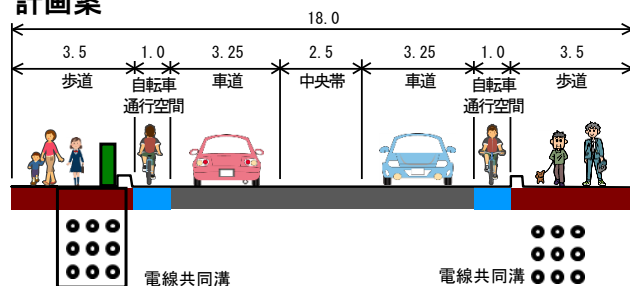 計画案
18.0
3.5 1.0 3.25 2.5 3.25 1.0 3.5
歩道 自転車 車道 中央帯 車道 自転車 歩道
通行空間 通行空間
電線共同溝 電線共同溝